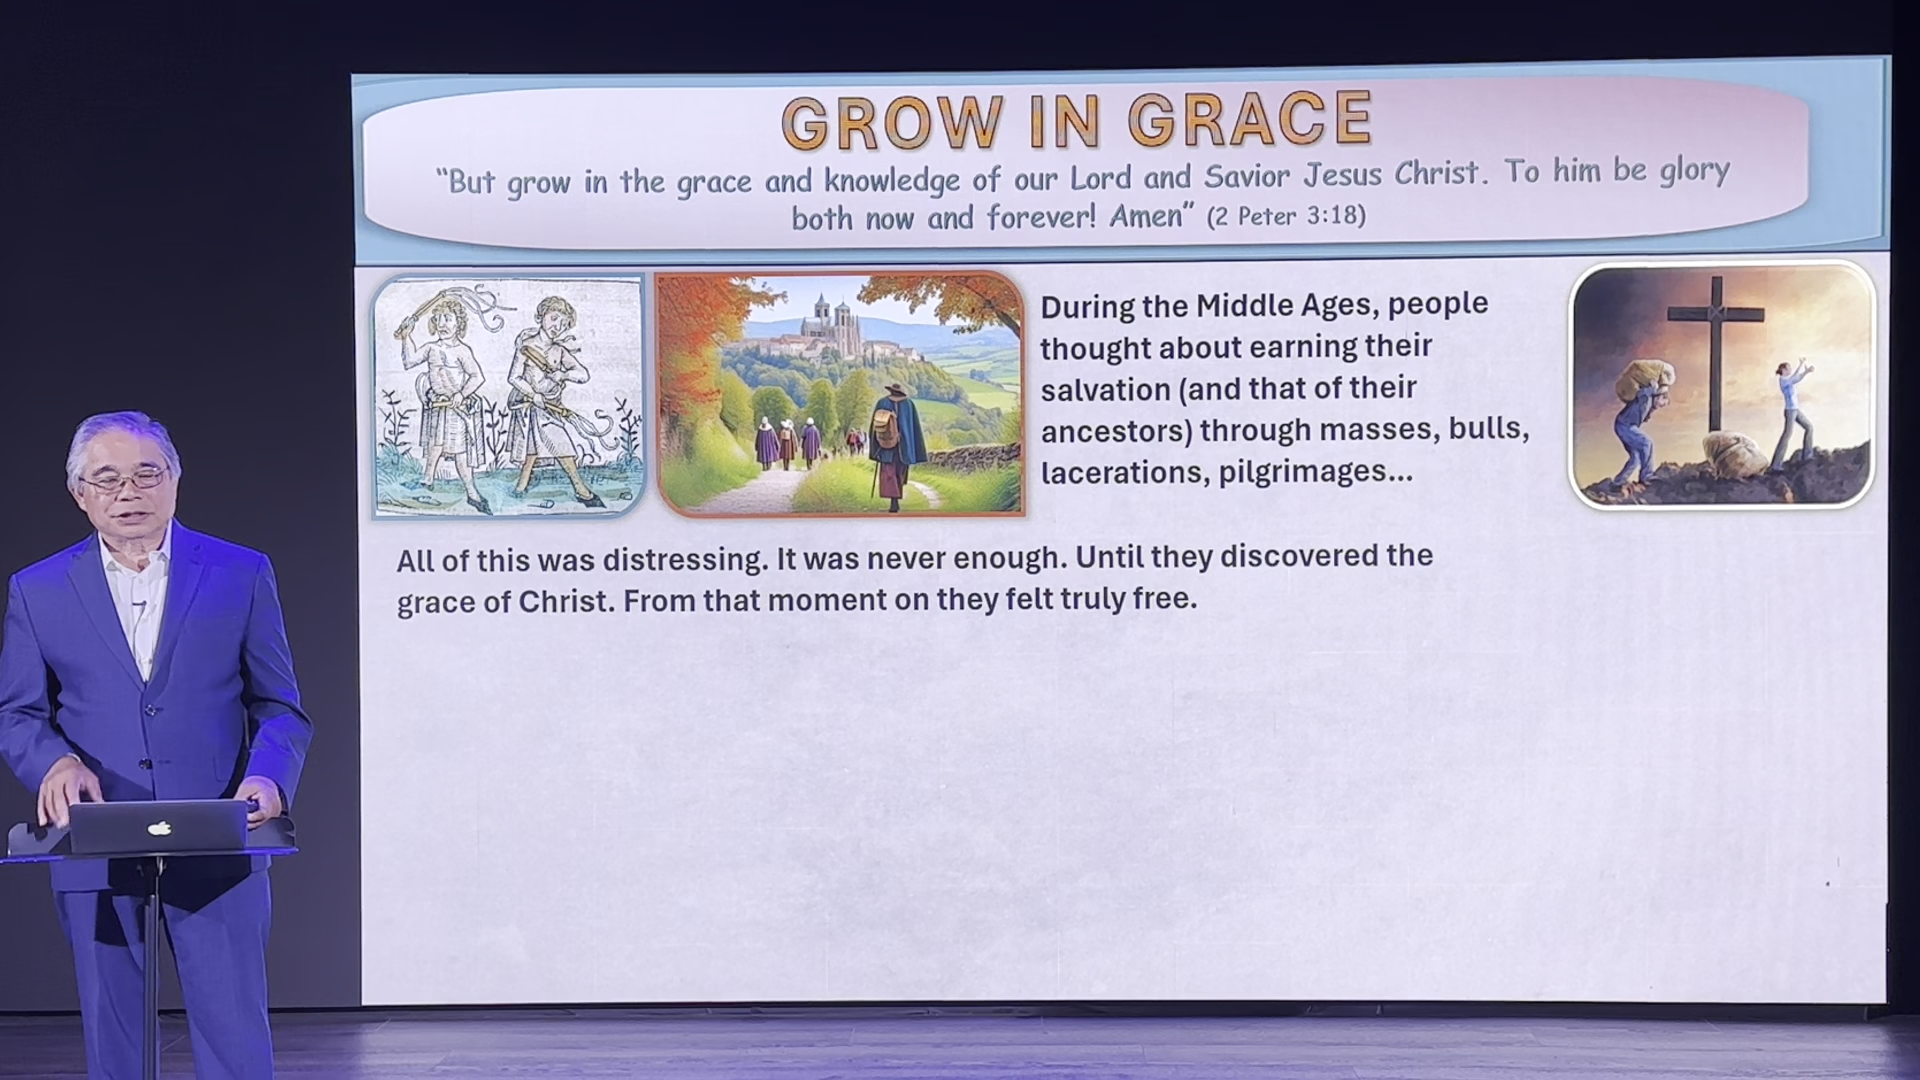 GROW IN GRACE
“But grow in the grace and knowledge of our Lord and Savior Jesus Christ. To him be glory
both now and forever! Amen” (2 Peter 3:18)
During the Middle Ages, people
thought about earning their
salvation (and that of their
ancestors) through masses, bulls,
lacerations, pilgrimages...
All of this was distressing. It was never enough. Until they discovered the
grace of Christ. From that moment on they felt truly free.